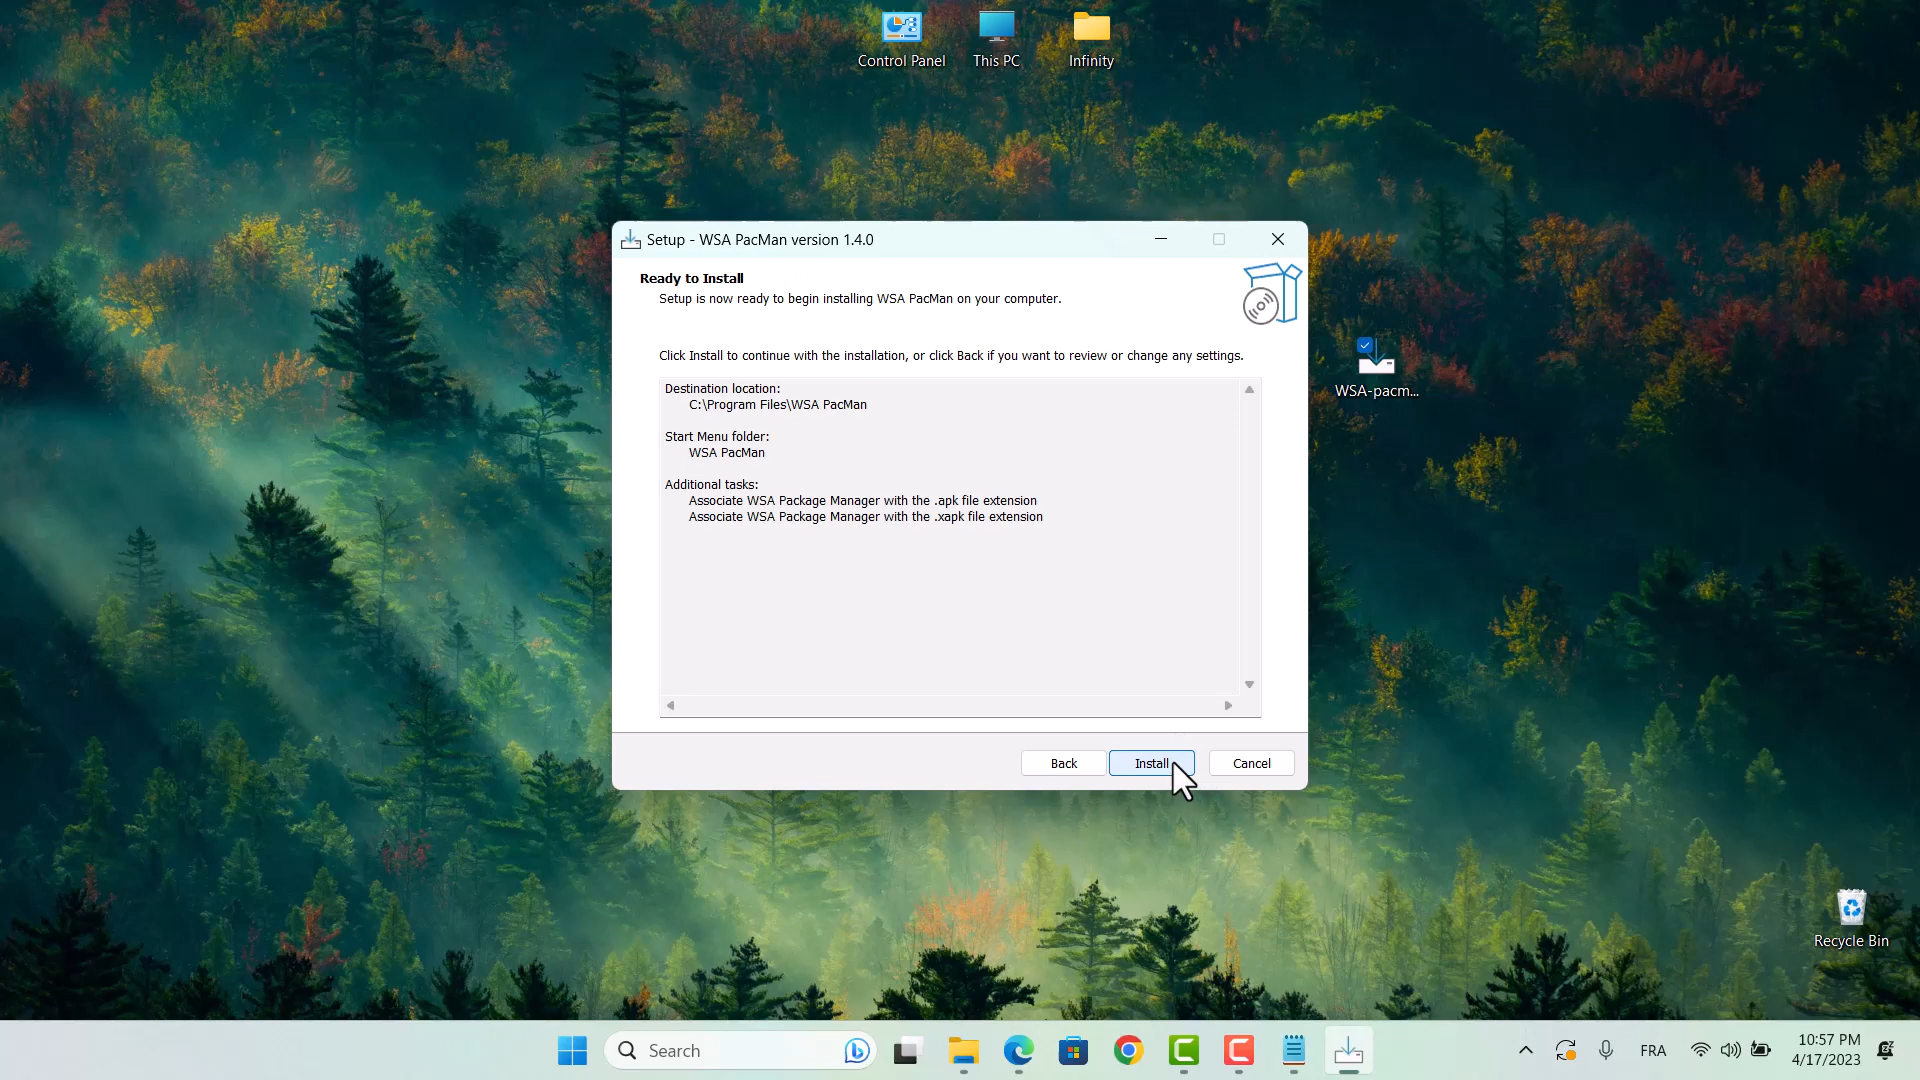 Control Panel
This PC
Infinity
Setup - WSA PacMan version 1.4.0
Ready to Install
Setup is now ready to begin installing WSA PacMan on your computer.
Click Install to continue with the installation, or click Back if you want to review or change any settings.
Destination location:
C:\Program Files\WSA PacMan
Start Menu folder:
WSA PacMan
Additional tasks:
Associate WSA Package Manager with the .apk file extension
Associate WSA Package Manager with the .xapk file extension
Back
Install
Cancel
WSA-pacm...
Recycle Bin
Search
FRA
10:57 PM
4/17/2023